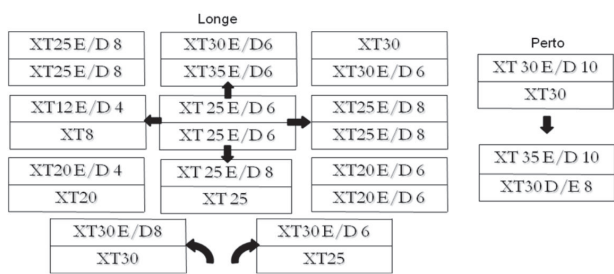 Longe
XT25 E/D 8 XT30 E/D6 XT30
XT25 E/D 8 XT35 E/D6 XT30 E/D 6
Perto
XT 30 E/D 10
XT30
XT12 E/D 4 XT 25 E/D 6 XT25 E/D 8
XT8 XT 25 E/D 6 XT25 E/D 8
XT20 E/D 4 XT 25 E/D 8 XT20 E/D 6
XT20 XT 25 XT20 E/D 6
XT 35 E/D 10
XT30 D/E 8
XT30 E/D8 XT30 E/D 6
XT30 XT25